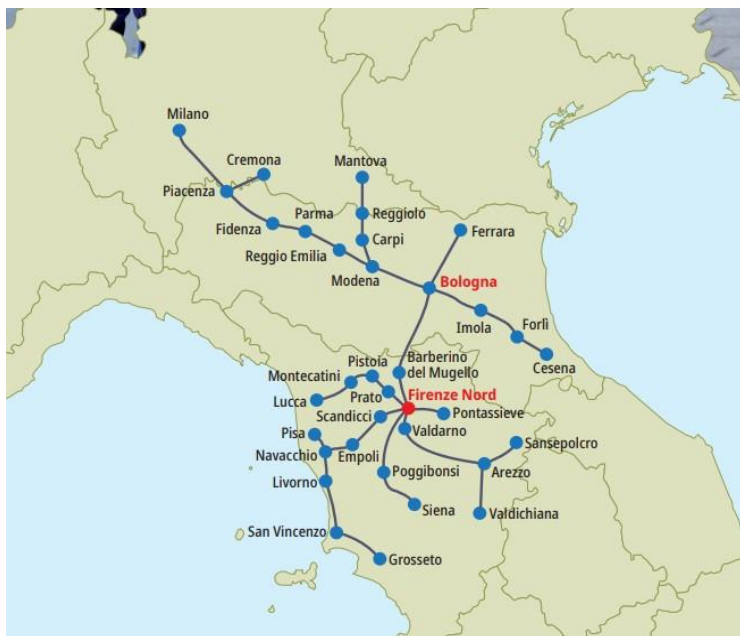 Milano
Cremona
Mantova
Piacenza
Parma
Reggiolo
Fidenza
Ferrara
Carpi
Reggio Emilia
Modena
Bologna
Imola
Forlì
Cesena
Pistoia
Barberino
del Mugello
Montecatini
Prato
Firenze Nord
Lucca
Scandicci
Pontassieve
Pisa
Valdarno
Sansepolcro
Navacchio
Empoli
Poggibonsi
Arezzo
Livorno
Siena
Valdichiana
San Vincenzo
Grosseto